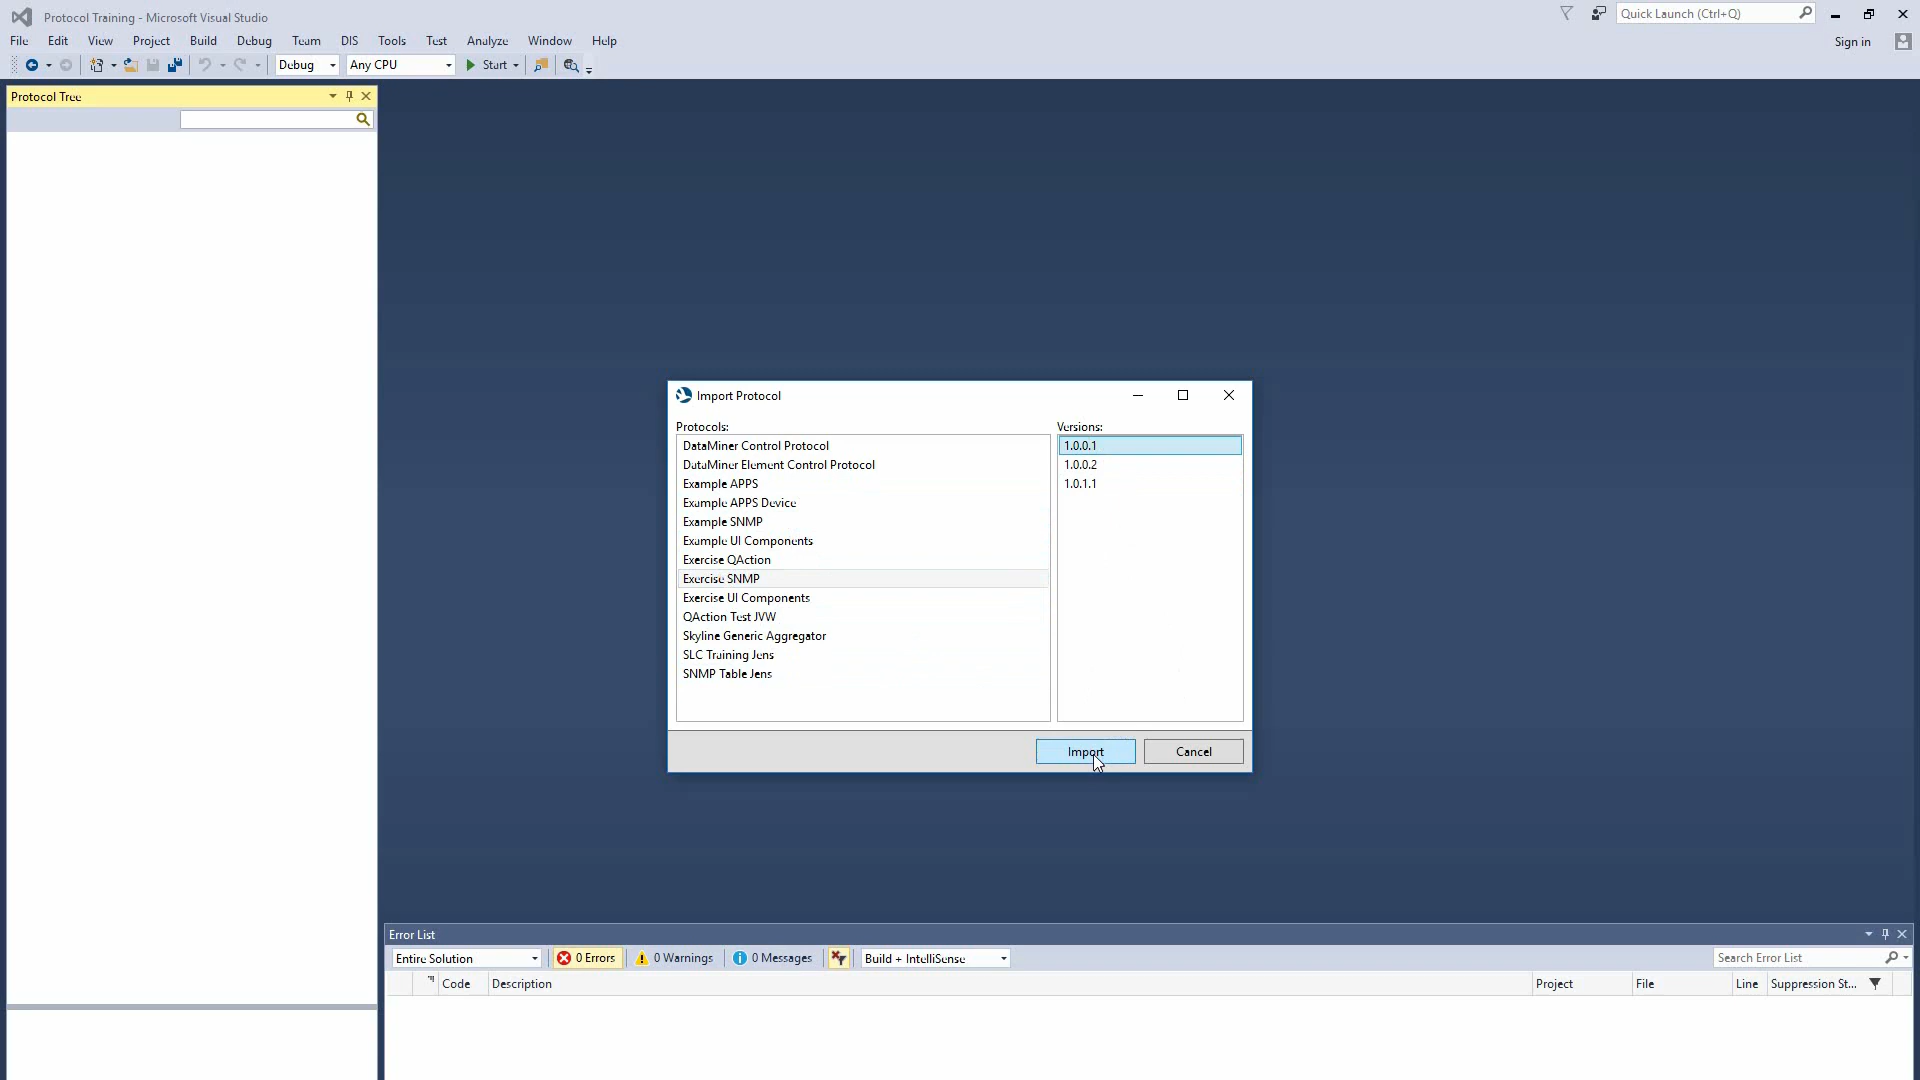 Protocol Training - Microsoft Visual Studio
Quick Launch (Ctrl+Q)
File Edit View Project Build Debug Team DIS Tools Test Analyze Window Help
Sign in
Debug Any CPU Start
Protocol Tree
Import Protocol
Protocols: Versions:
DataMiner Control Protocol 1.0.0.1
DataMiner Element Control Protocol 1.0.0.2
Example APPS 1.0.1.1
Example APPS Device
Example SNMP
Example UI Components
Exercise QAction
Exercise SNMP
Exercise UI Components
QAction Test JVW
Skyline Generic Aggregator
SLC Training Jens
SNMP Table Jens
Import Cancel
Error List
Entire Solution 0 Errors 0 Warnings 0 Messages Build + IntelliSense Search Error List
Code Description Project File Line Suppression St...